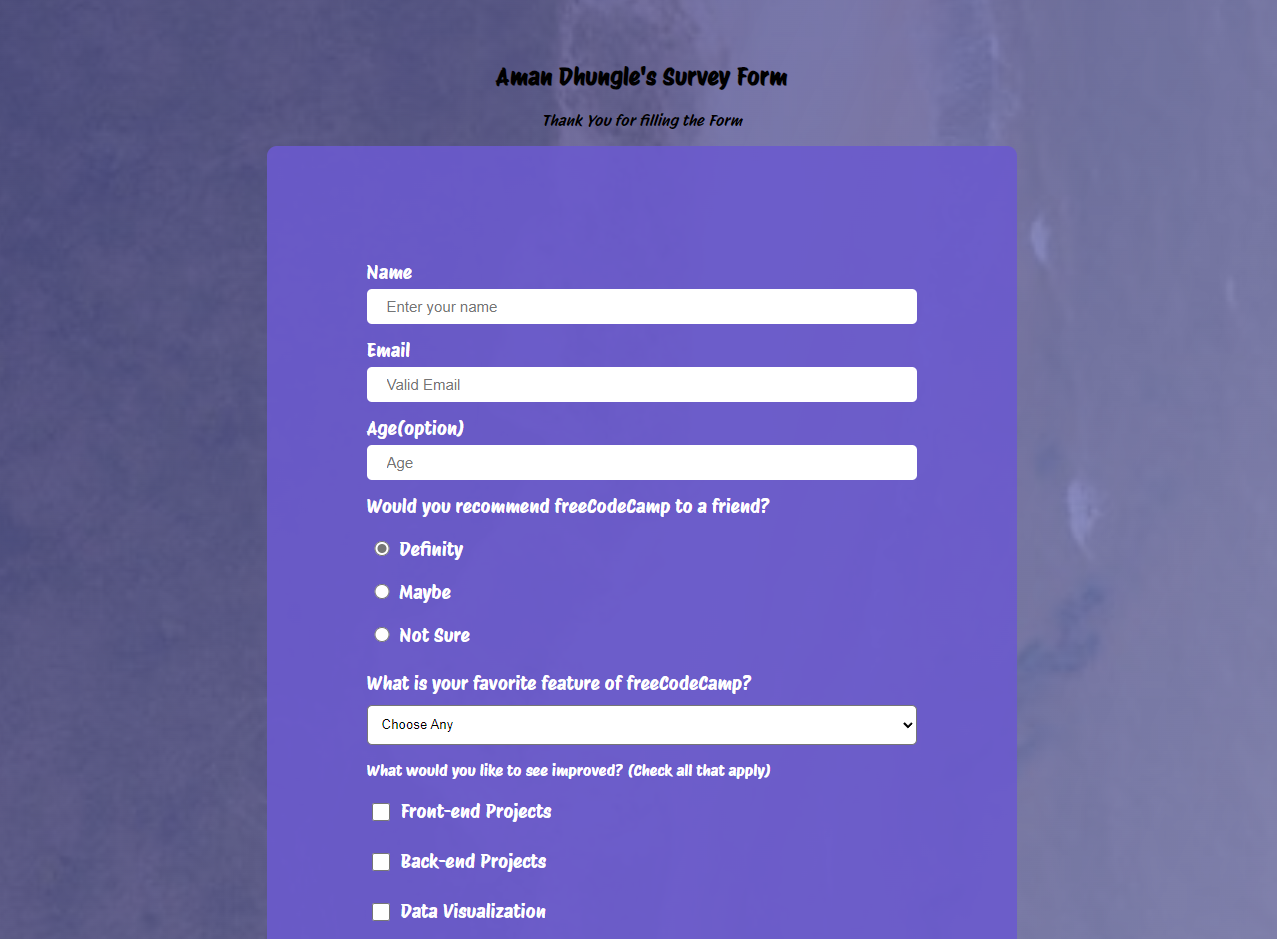 Aman Dhungle's Survey Form
Thank You for filling the Form
Name
Enter your name
Email
Valid Email
Age(option)
Age
Would you recommend freeCodeCamp to a friend?
Definity
Maybe
Not Sure
What is your favorite feature of freeCodeCamp?
Choose Any
What would you like to see improved? (Check all that apply)
Front-end Projects
Back-end Projects
Data Visualization